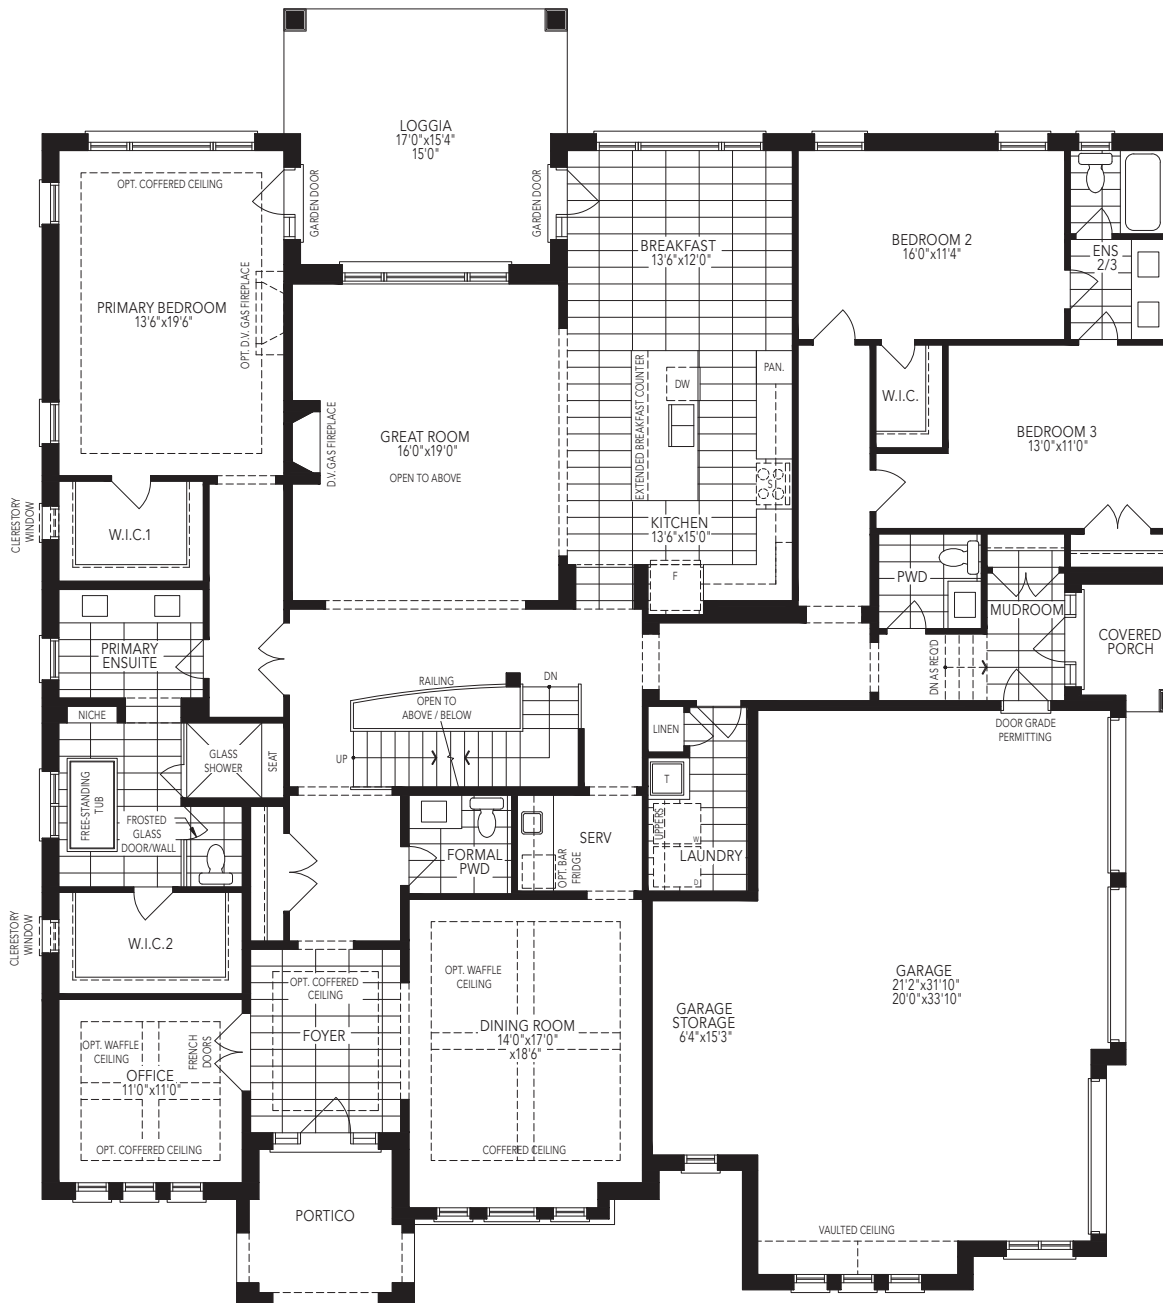 LOGGIA
17'0"x15'4"
15'0"
OPT. COFFERED CEILING
GARDEN DOOR
GARDEN DOOR
BREAKFAST
13'6"x12'0"
BEDROOM 2
16'0"x11'4"
ENS
2/3
PRIMARY BEDROOM
13'6"x19'6"
OPT. D.V. GAS FIREPLACE
GREAT ROOM
16'0"x19'0"
OPEN TO ABOVE
D.V. GAS FIREPLACE
EXTENDED BREAKFAST COUNTER
DW
PAN.
S
KITCHEN
13'6"x15'0"
F
W.I.C.
BEDROOM 3
13'0"x11'0"
CLERESTORY
WINDOW
W.I.C.1
PWD
MUDROOM
COVERED
PORCH
PRIMARY
ENSUITE
RAILING
DN
OPEN TO
ABOVE / BELOW
UP
DN AS REQ'D
DOOR GRADE
PERMITTING
NICHE
GLASS
SHOWER
SEAT
FREE-STANDING
TUB
FROSTED
GLASS
DOOR/WALL
LINEN
T
UPPERS
W
D
LAUNDRY
FORMAL
PWD
SERV
OPT. BAR
FRIDGE
CLERESTORY
WINDOW
W.I.C.2
OPT. COFFERED
CEILING
FOYER
OPT. WAFFLE
CEILING
DINING ROOM
14'0"x17'0"
x18'6"
COFFERED CEILING
GARAGE
21'2"x31'10"
20'0"x33'10"
GARAGE
STORAGE
6'4"x15'3"
OPT. WAFFLE
CEILING
FRENCH
DOORS
OFFICE
11'0"x11'0"
OPT. COFFERED CEILING
PORTICO
VAULTED CEILING